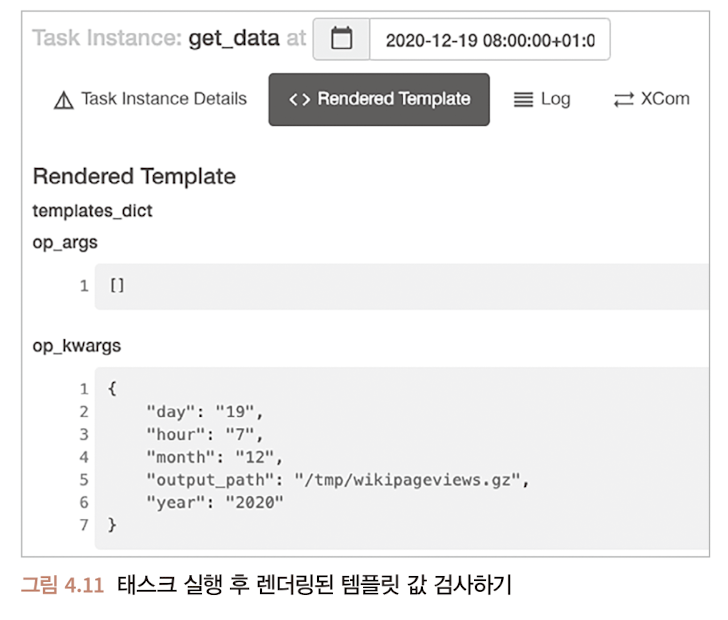 Task Instance: get_data at 2020-12-19 08:00:00+01:0
Task Instance Details <> Rendered Template Log XCom
Rendered Template
templates_dict
op_args
1 []
op_kwargs
1 {
2 "day": "19",
3 "hour": "7",
4 "month": "12",
5 "output_path": "/tmp/wikipageviews.gz",
6 "year": "2020"
7 }
그림 4.11 태스크 실행 후 렌더링된 템플릿 값 검사하기